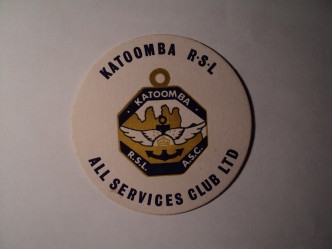 KATOOMBA R·S·L
KATOOMBA
R.S.L. A.S.C.
ALL SERVICES CLUB LTD